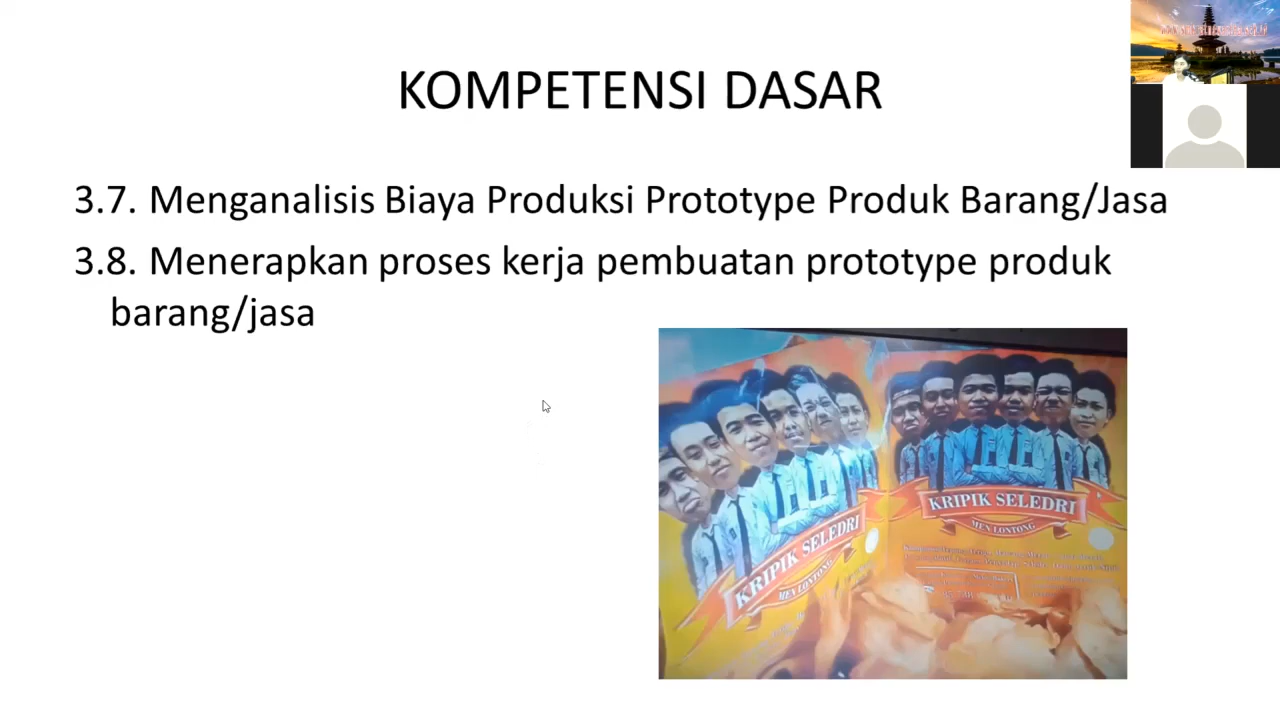 KOMPETENSI DASAR
3.7. Menganalisis Biaya Produksi Prototype Produk Barang/Jasa
3.8. Menerapkan proses kerja pembuatan prototype produk
barang/jasa
KRIPIK SELEDRI
MEN LONTONG
KRIPIK SELEDRI
MEN LONTONG